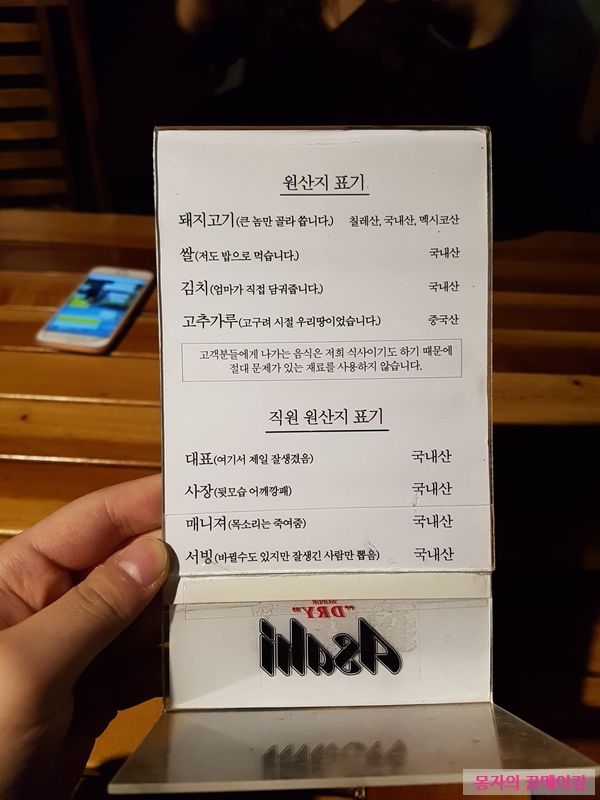 원산지 표기
돼지고기(큰 놈만 골라 씁니다.) 칠레산, 국내산, 멕시코산
쌀(저도 밥으로 먹습니다.) 국내산
김치(엄마가 직접 담궈줍니다.) 국내산
고추가루(고구려 시절 우리땅이었습니다.) 중국산
고객분들에게 나가는 음식은 저희 식사이기도 하기 때문에
절대 문제가 있는 재료를 사용하지 않습니다.
직원 원산지 표기
대표(여기서 제일 잘생겼음) 국내산
사장(뒷모습 어깨깡패) 국내산
매니져(목소리는 죽여줌) 국내산
서빙(바뀔수도 있지만 잘생긴 사람만 뽑음) 국내산
"DRY"
Asahi
몽자의 꿈메이킹